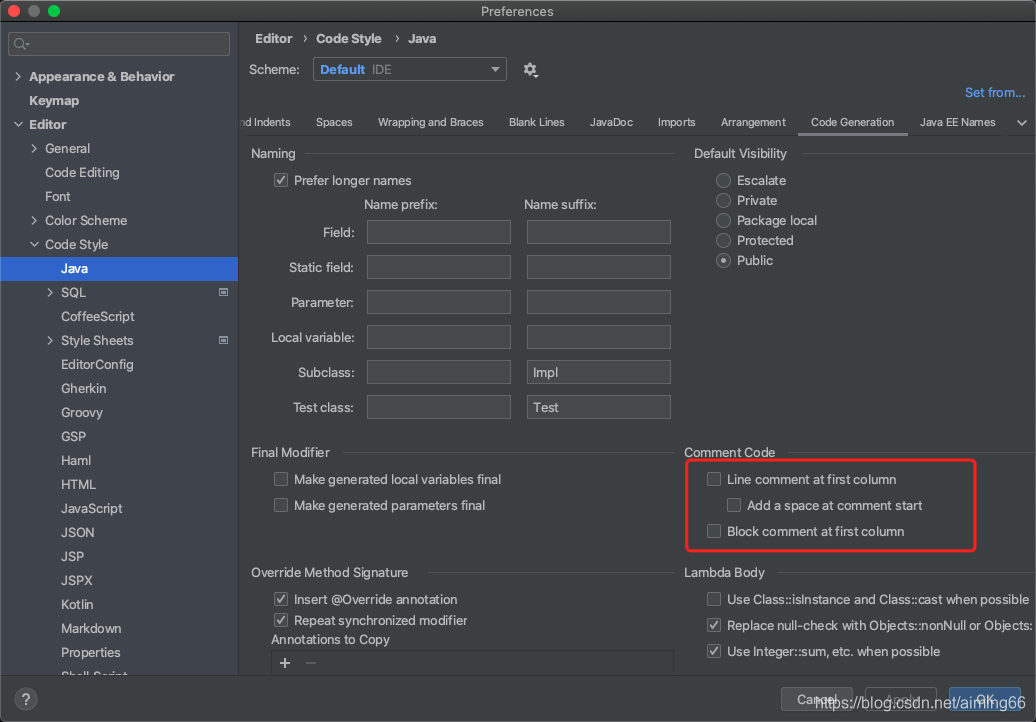 Preferences
Editor › Code Style › Java
Scheme: Default IDE
Set from...
Appearance & Behavior
Keymap
Editor
General
Code Editing
Font
Color Scheme
Code Style
Java
SQL
CoffeeScript
Style Sheets
EditorConfig
Gherkin
Groovy
GSP
Haml
HTML
JavaScript
JSON
JSP
JSPX
Kotlin
Markdown
Properties
Shell Script
nd Indents Spaces Wrapping and Braces Blank Lines JavaDoc Imports Arrangement Code Generation Java EE Names
Naming
Prefer longer names
Name prefix: Name suffix:
Field:
Static field:
Parameter:
Local variable:
Subclass: Impl
Test class: Test
Default Visibility
Escalate
Private
Package local
Protected
Public
Final Modifier
Make generated local variables final
Make generated parameters final
Comment Code
Line comment at first column
Add a space at comment start
Block comment at first column
Override Method Signature
Insert @Override annotation
Repeat synchronized modifier
Annotations to Copy
Lambda Body
Use Class::isInstance and Class::cast when possible
Replace null-check with Objects::nonNull or Objects:
Use Integer::sum, etc. when possible
?
Cancel Apply OK
https://blog.csdn.net/aiming66